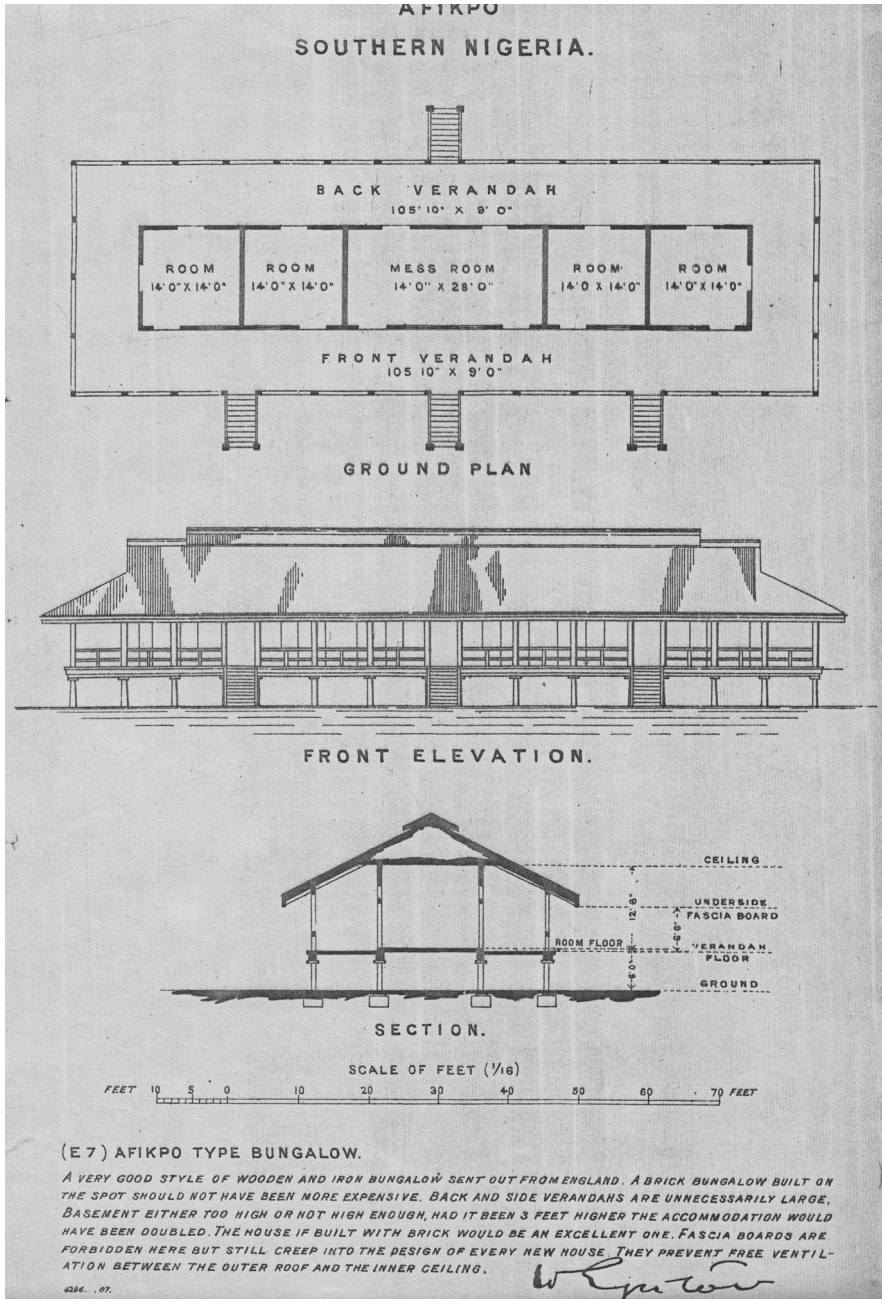 AFIKPO
SOUTHERN NIGERIA.
BACK VERANDAH
105' 10" X 9' 0"
ROOM
14' 0" X 14' 0"
ROOM
14' 0" X 14' 0"
MESS ROOM
14' 0" X 28' 0"
ROOM
14' 0 X 14' 0"
ROOM
14' 0" X 14' 0"
FRONT VERANDAH
105 10" X 9' 0"
GROUND PLAN
FRONT ELEVATION.
CEILING
12' 6"
UNDERSIDE
FASCIA BOARD
6' 6"
ROOM FLOOR
VERANDAH
FLOOR
6' 0"
GROUND
SECTION.
SCALE OF FEET (1/16)
FEET 10 5 0 10 20 30 40 50 60 70 FEET
(E 7) AFIKPO TYPE BUNGALOW.
A VERY GOOD STYLE OF WOODEN AND IRON BUNGALOW SENT OUT FROM ENGLAND. A BRICK BUNGALOW BUILT ON
THE SPOT SHOULD NOT HAVE BEEN MORE EXPENSIVE. BACK AND SIDE VERANDAHS ARE UNNECESSARILY LARGE,
BASEMENT EITHER TOO HIGH OR NOT HIGH ENOUGH, HAD IT BEEN 3 FEET HIGHER THE ACCOMMODATION WOULD
HAVE BEEN DOUBLED. THE HOUSE IF BUILT WITH BRICK WOULD BE AN EXCELLENT ONE. FASCIA BOARDS ARE
FORBIDDEN HERE BUT STILL CREEP INTO THE DESIGN OF EVERY NEW HOUSE. THEY PREVENT FREE VENTIL-
ATION BETWEEN THE OUTER ROOF AND THE INNER CEILING.
4286. . 07.